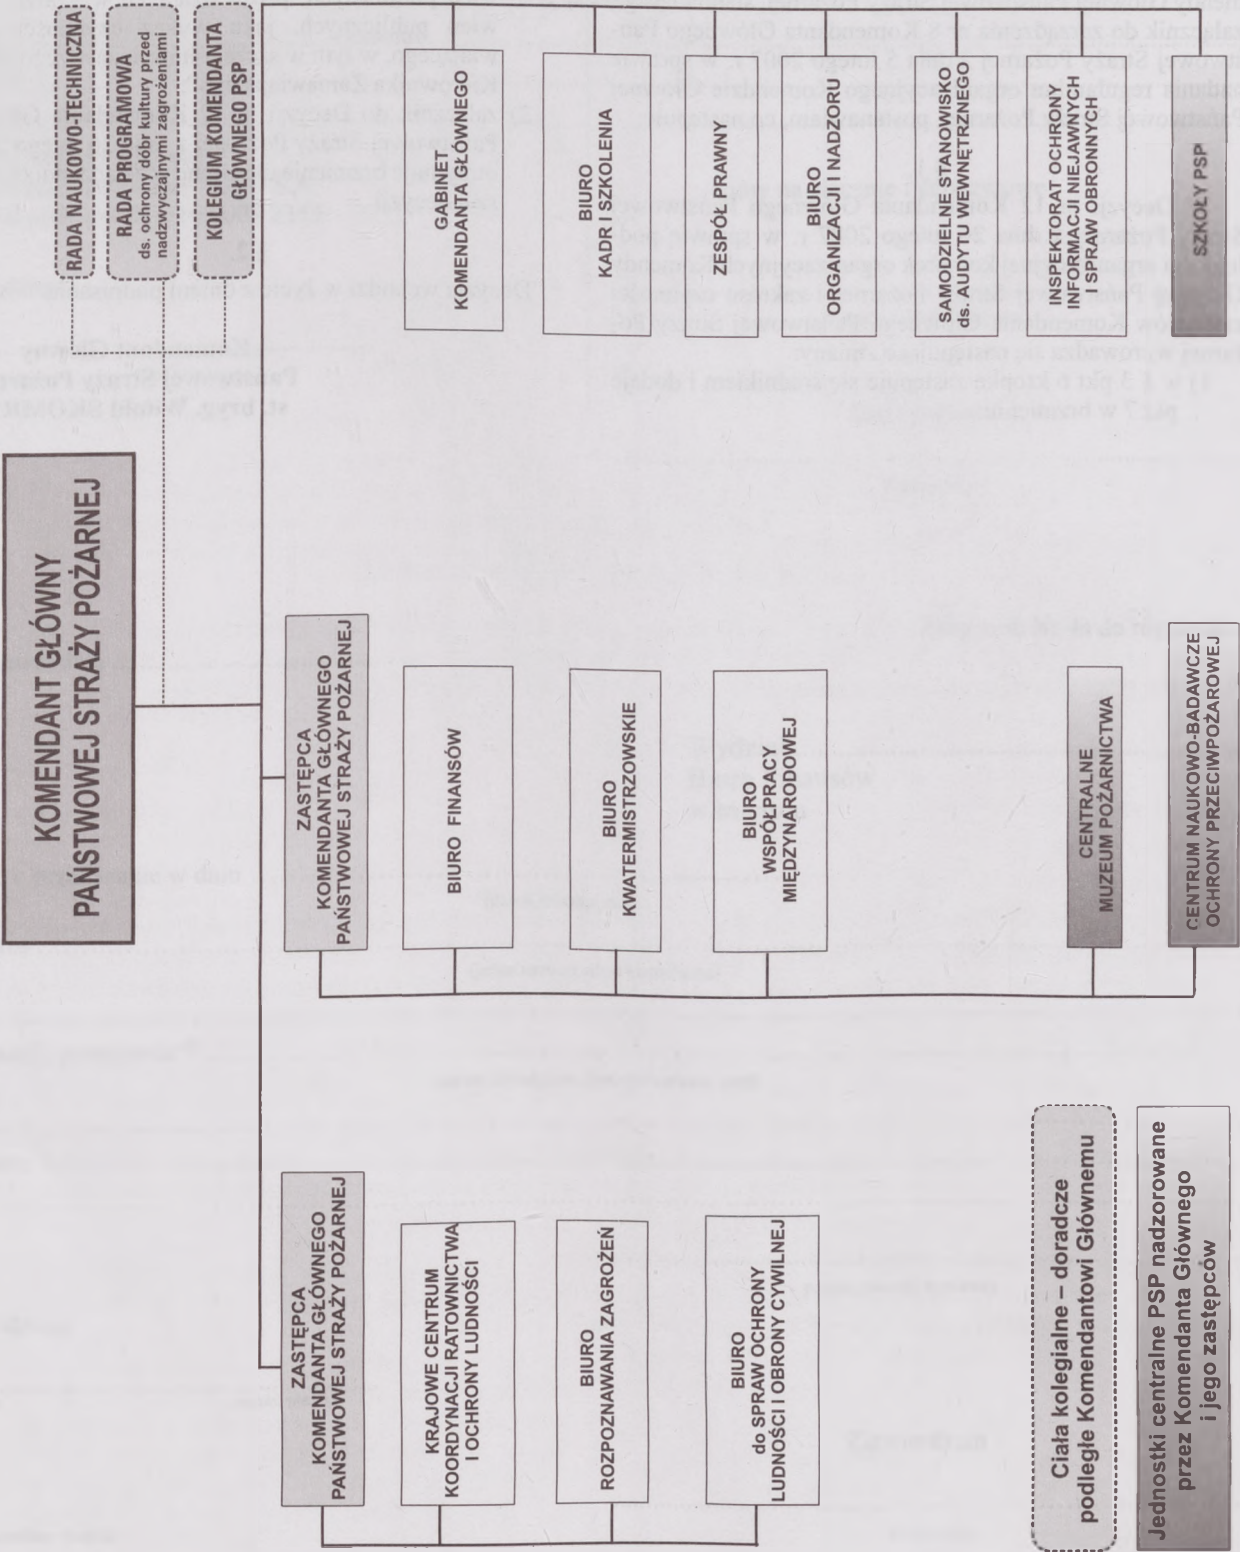 KOMENDANT GŁÓWNY
PAŃSTWOWEJ STRAŻY POŻARNEJ
RADA NAUKOWO-TECHNICZNA
RADA PROGRAMOWA
ds. ochrony dóbr kultury przed
nadzwyczajnymi zagrożeniami
KOLEGIUM KOMENDANTA
GŁÓWNEGO PSP
ZASTĘPCA
KOMENDANTA GŁÓWNEGO
PAŃSTWOWEJ STRAŻY POŻARNEJ
KRAJOWE CENTRUM
KOORDYNACJI RATOWNICTWA
I OCHRONY LUDNOŚCI
BIURO
ROZPOZNAWANIA ZAGROŻEŃ
BIURO
do SPRAW OCHRONY
LUDNOŚCI I OBRONY CYWILNEJ
ZASTĘPCA
KOMENDANTA GŁÓWNEGO
PAŃSTWOWEJ STRAŻY POŻARNEJ
BIURO FINANSÓW
BIURO
KWATERMISTRZOWSKIE
BIURO
WSPÓŁPRACY
MIĘDZYNARODOWEJ
CENTRALNE
MUZEUM POŻARNICTWA
CENTRUM NAUKOWO-BADAWCZE
OCHRONY PRZECIWPOŻAROWEJ
GABINET
KOMENDANTA GŁÓWNEGO
BIURO
KADR I SZKOLENIA
ZESPÓŁ PRAWNY
BIURO
ORGANIZACJI I NADZORU
SAMODZIELNE STANOWISKO
ds. AUDYTU WEWNĘTRZNEGO
INSPEKTORAT OCHRONY
INFORMACJI NIEJAWNYCH
I SPRAW OBRONNYCH
SZKOŁY PSP
Ciała kolegialne – doradcze
podległe Komendantowi Głównemu
Jednostki centralne PSP nadzorowane
przez Komendanta Głównego
i jego zastępców